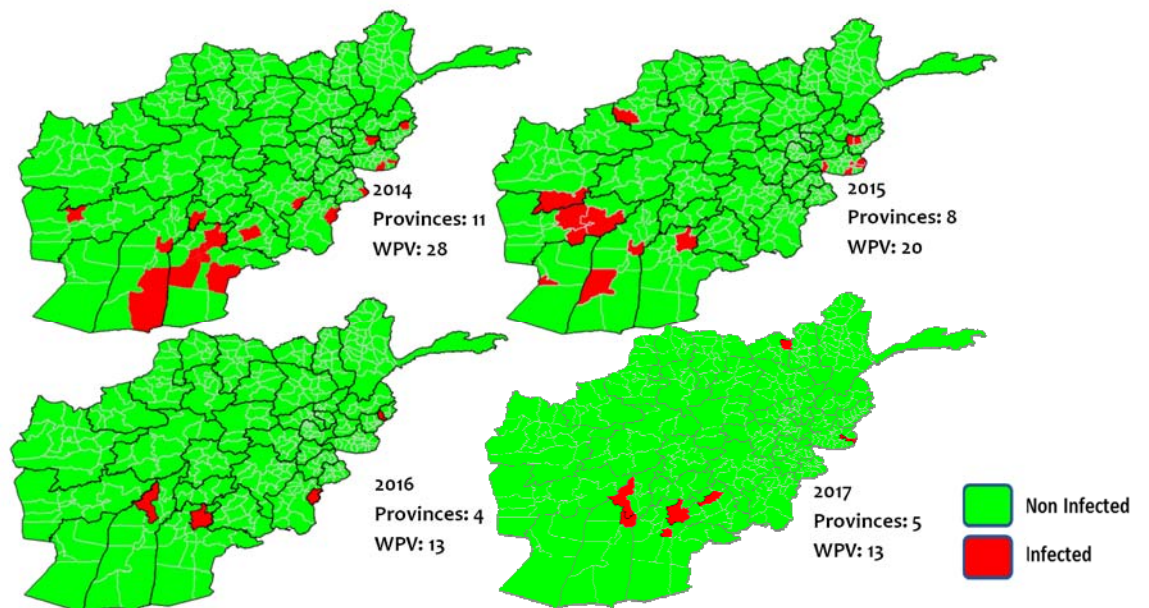 2014
Provinces: 11
WPV: 28
2015
Provinces: 8
WPV: 20
2016
Provinces: 4
WPV: 13
2017
Provinces: 5
WPV: 13
Non Infected
Infected